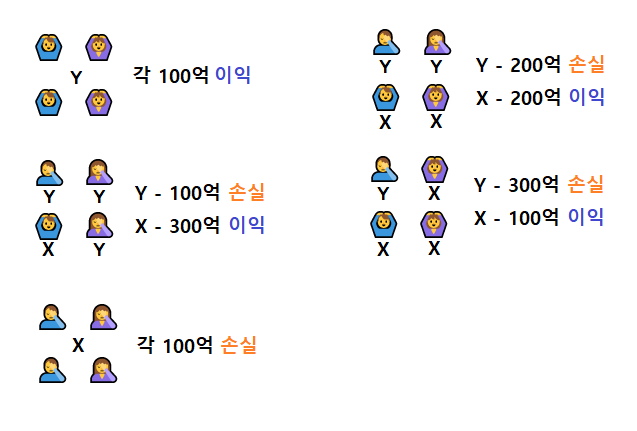 Y
각 100억 이익
Y Y
Y - 200억 손실
X - 200억 이익
X X
Y Y
Y - 100억 손실
X - 300억 이익
X Y
Y X
Y - 300억 손실
X - 100억 이익
X X
X
각 100억 손실